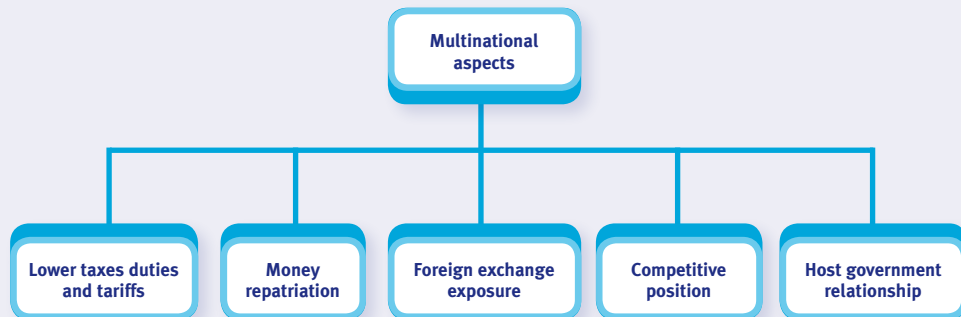 Multinational
aspects
Lower taxes duties
and tariffs
Money
repatriation
Foreign exchange
exposure
Competitive
position
Host government
relationship